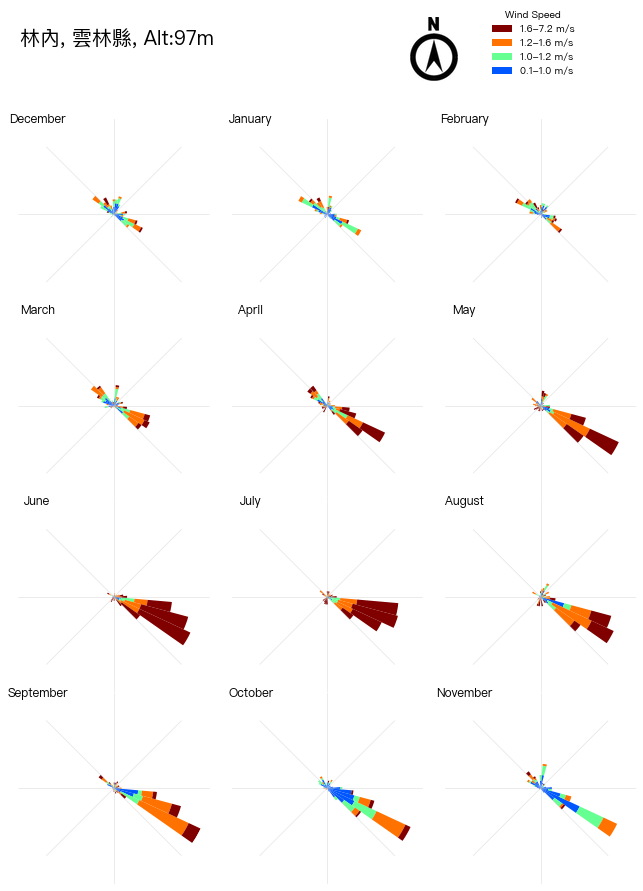 林內, 雲林縣, Alt:97m
N
Wind Speed
1.6–7.2 m/s
1.2–1.6 m/s
1.0–1.2 m/s
0.1–1.0 m/s
December
January
February
March
April
May
June
July
August
September
October
November